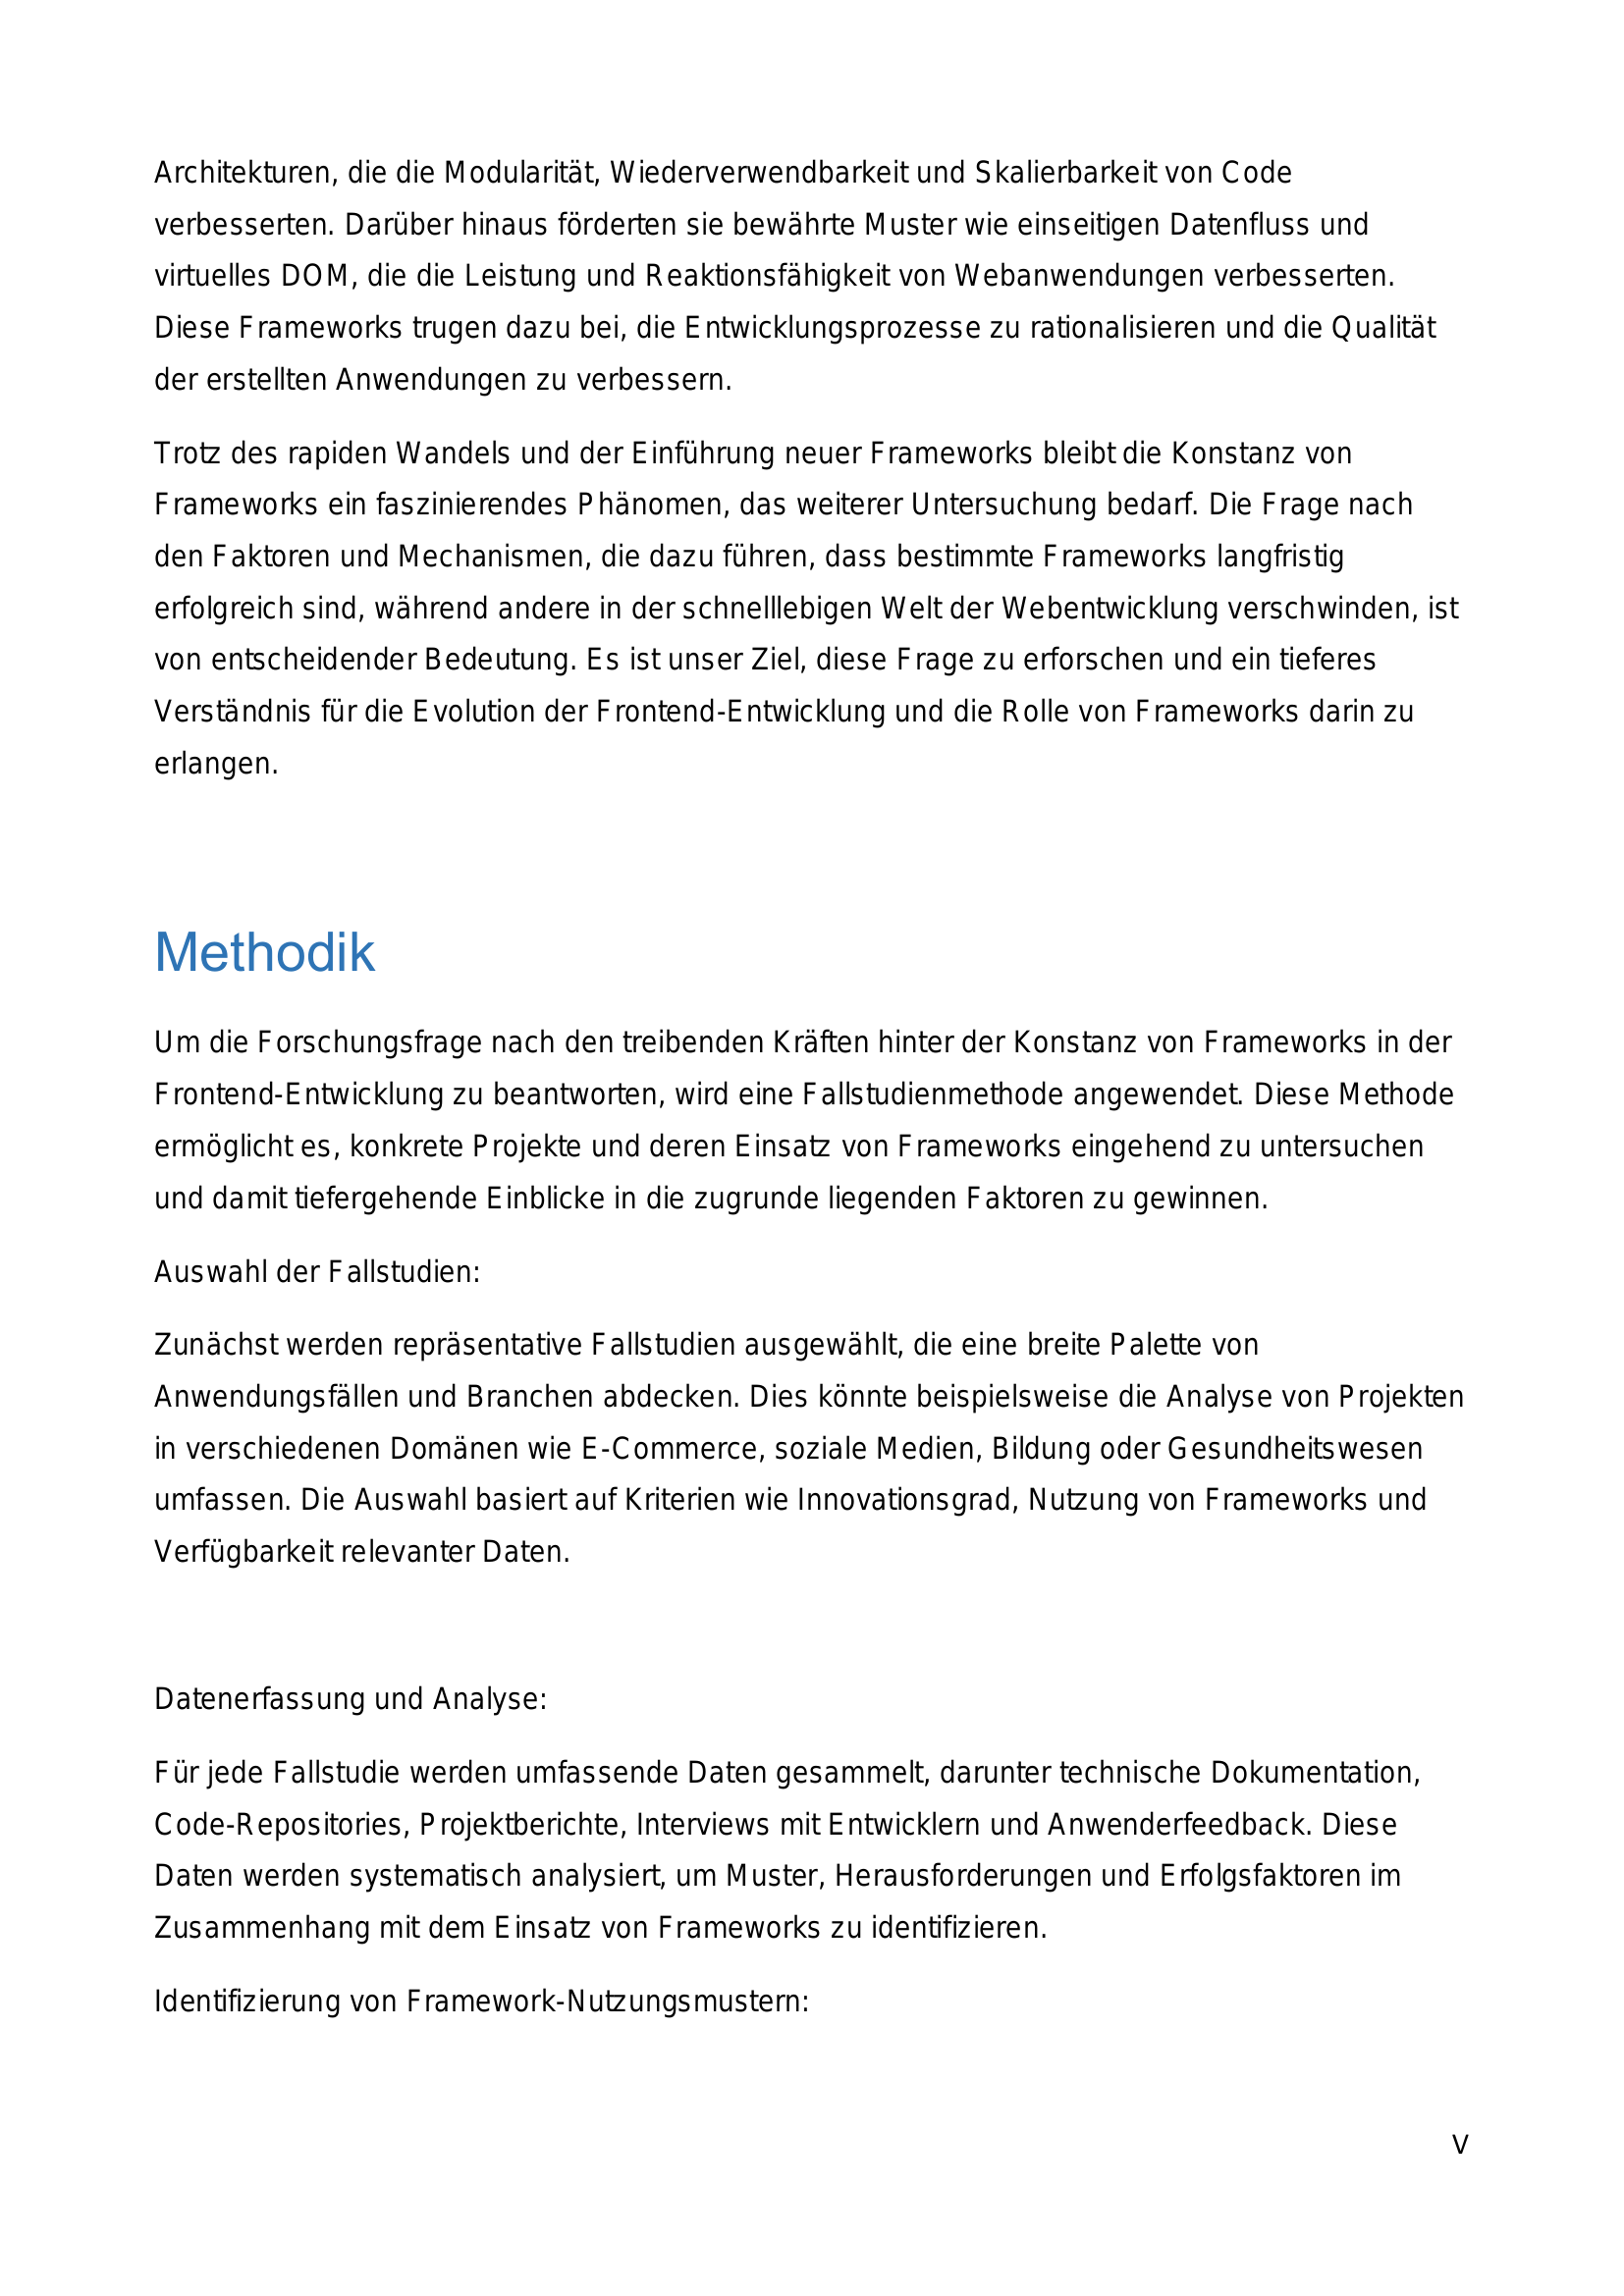 Architekturen, die die Modularität, Wiederverwendbarkeit und Skalierbarkeit von Code
verbesserten. Darüber hinaus förderten sie bewährte Muster wie einseitigen Datenfluss und
virtuelles DOM, die die Leistung und Reaktionsfähigkeit von Webanwendungen verbesserten.
Diese Frameworks trugen dazu bei, die Entwicklungsprozesse zu rationalisieren und die Qualität
der erstellten Anwendungen zu verbessern.
Trotz des rapiden Wandels und der Einführung neuer Frameworks bleibt die Konstanz von
Frameworks ein faszinierendes Phänomen, das weiterer Untersuchung bedarf. Die Frage nach
den Faktoren und Mechanismen, die dazu führen, dass bestimmte Frameworks langfristig
erfolgreich sind, während andere in der schnelllebigen Welt der Webentwicklung verschwinden, ist
von entscheidender Bedeutung. Es ist unser Ziel, diese Frage zu erforschen und ein tieferes
Verständnis für die Evolution der Frontend-Entwicklung und die Rolle von Frameworks darin zu
erlangen.
Methodik
Um die Forschungsfrage nach den treibenden Kräften hinter der Konstanz von Frameworks in der
Frontend-Entwicklung zu beantworten, wird eine Fallstudienmethode angewendet. Diese Methode
ermöglicht es, konkrete Projekte und deren Einsatz von Frameworks eingehend zu untersuchen
und damit tiefergehende Einblicke in die zugrunde liegenden Faktoren zu gewinnen.
Auswahl der Fallstudien:
Zunächst werden repräsentative Fallstudien ausgewählt, die eine breite Palette von
Anwendungsfällen und Branchen abdecken. Dies könnte beispielsweise die Analyse von Projekten
in verschiedenen Domänen wie E-Commerce, soziale Medien, Bildung oder Gesundheitswesen
umfassen. Die Auswahl basiert auf Kriterien wie Innovationsgrad, Nutzung von Frameworks und
Verfügbarkeit relevanter Daten.
Datenerfassung und Analyse:
Für jede Fallstudie werden umfassende Daten gesammelt, darunter technische Dokumentation,
Code-Repositories, Projektberichte, Interviews mit Entwicklern und Anwenderfeedback. Diese
Daten werden systematisch analysiert, um Muster, Herausforderungen und Erfolgsfaktoren im
Zusammenhang mit dem Einsatz von Frameworks zu identifizieren.
Identifizierung von Framework-Nutzungsmustern:
V